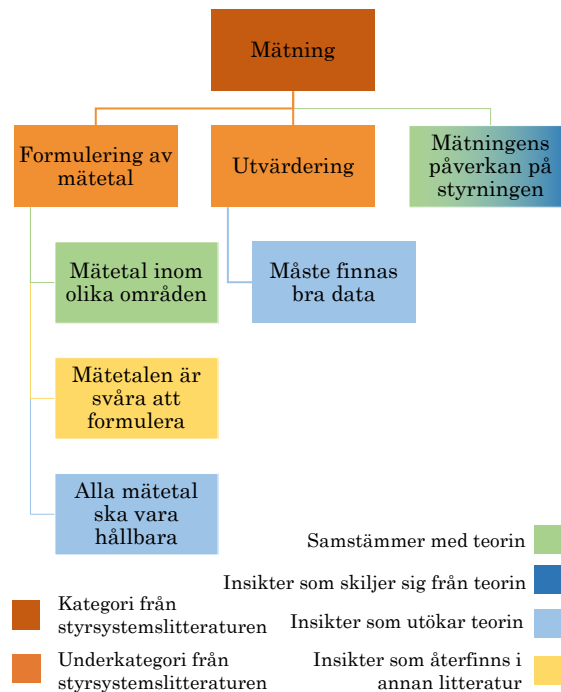 Mätning
Formulering av
mätetal
Utvärdering
Mätningens
påverkan på
styrningen
Mätetal inom
olika områden
Måste finnas
bra data
Mätetalen är
svåra att
formulera
Alla mätetal
ska vara
hållbara
Samstämmer med teorin
Insikter som skiljer sig från teorin
Kategori från
styrsystemslitteraturen
Insikter som utökar teorin
Underkategori från
styrsystemslitteraturen
Insikter som återfinns i
annan litteratur